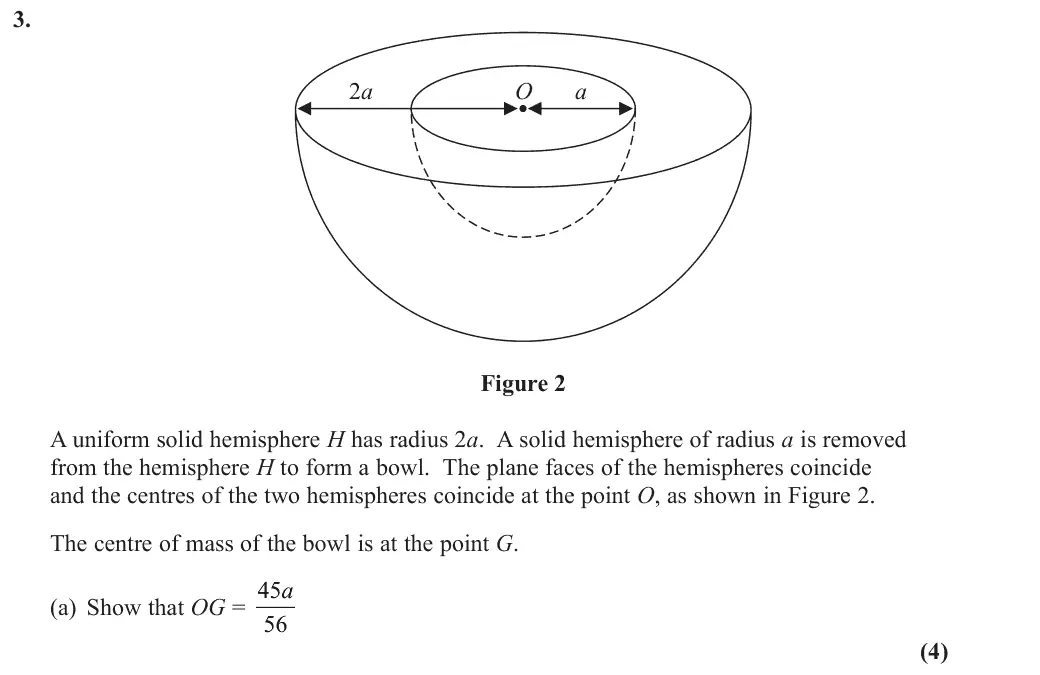 3.
2a
O
a
Figure 2
A uniform solid hemisphere H has radius 2a. A solid hemisphere of radius a is removed
from the hemisphere H to form a bowl. The plane faces of the hemispheres coincide
and the centres of the two hemispheres coincide at the point O, as shown in Figure 2.
The centre of mass of the bowl is at the point G.
(a) Show that OG = 45a/56
(4)